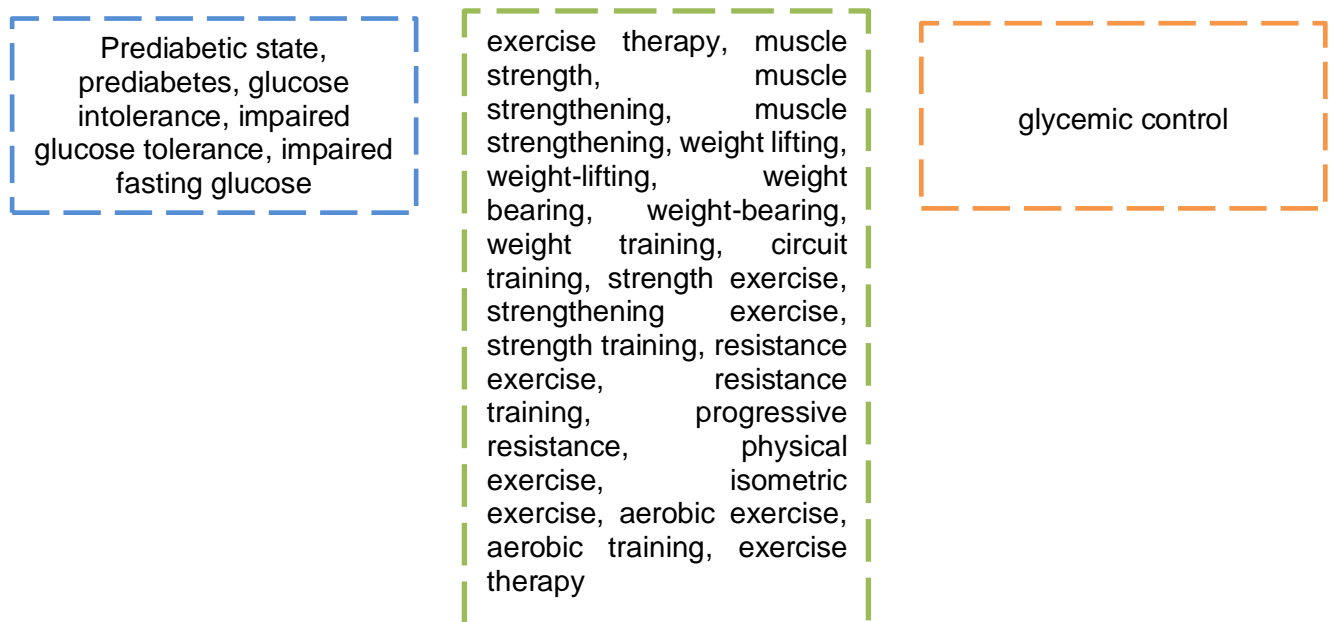 Prediabetic state,
prediabetes, glucose
intolerance, impaired
glucose tolerance, impaired
fasting glucose
exercise therapy, muscle
strength, muscle
strengthening, muscle
strengthening, weight lifting,
weight-lifting, weight
bearing, weight-bearing,
weight training, circuit
training, strength exercise,
strengthening exercise,
strength training, resistance
exercise, resistance
training, progressive
resistance, physical
exercise, isometric
exercise, aerobic exercise,
aerobic training, exercise
therapy
glycemic control